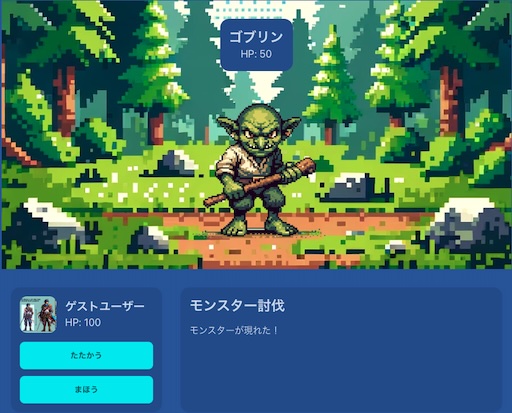 ゴブリン
HP: 50
ゲストユーザー
HP: 100
たたかう
まほう
モンスター討伐
モンスターが現れた！